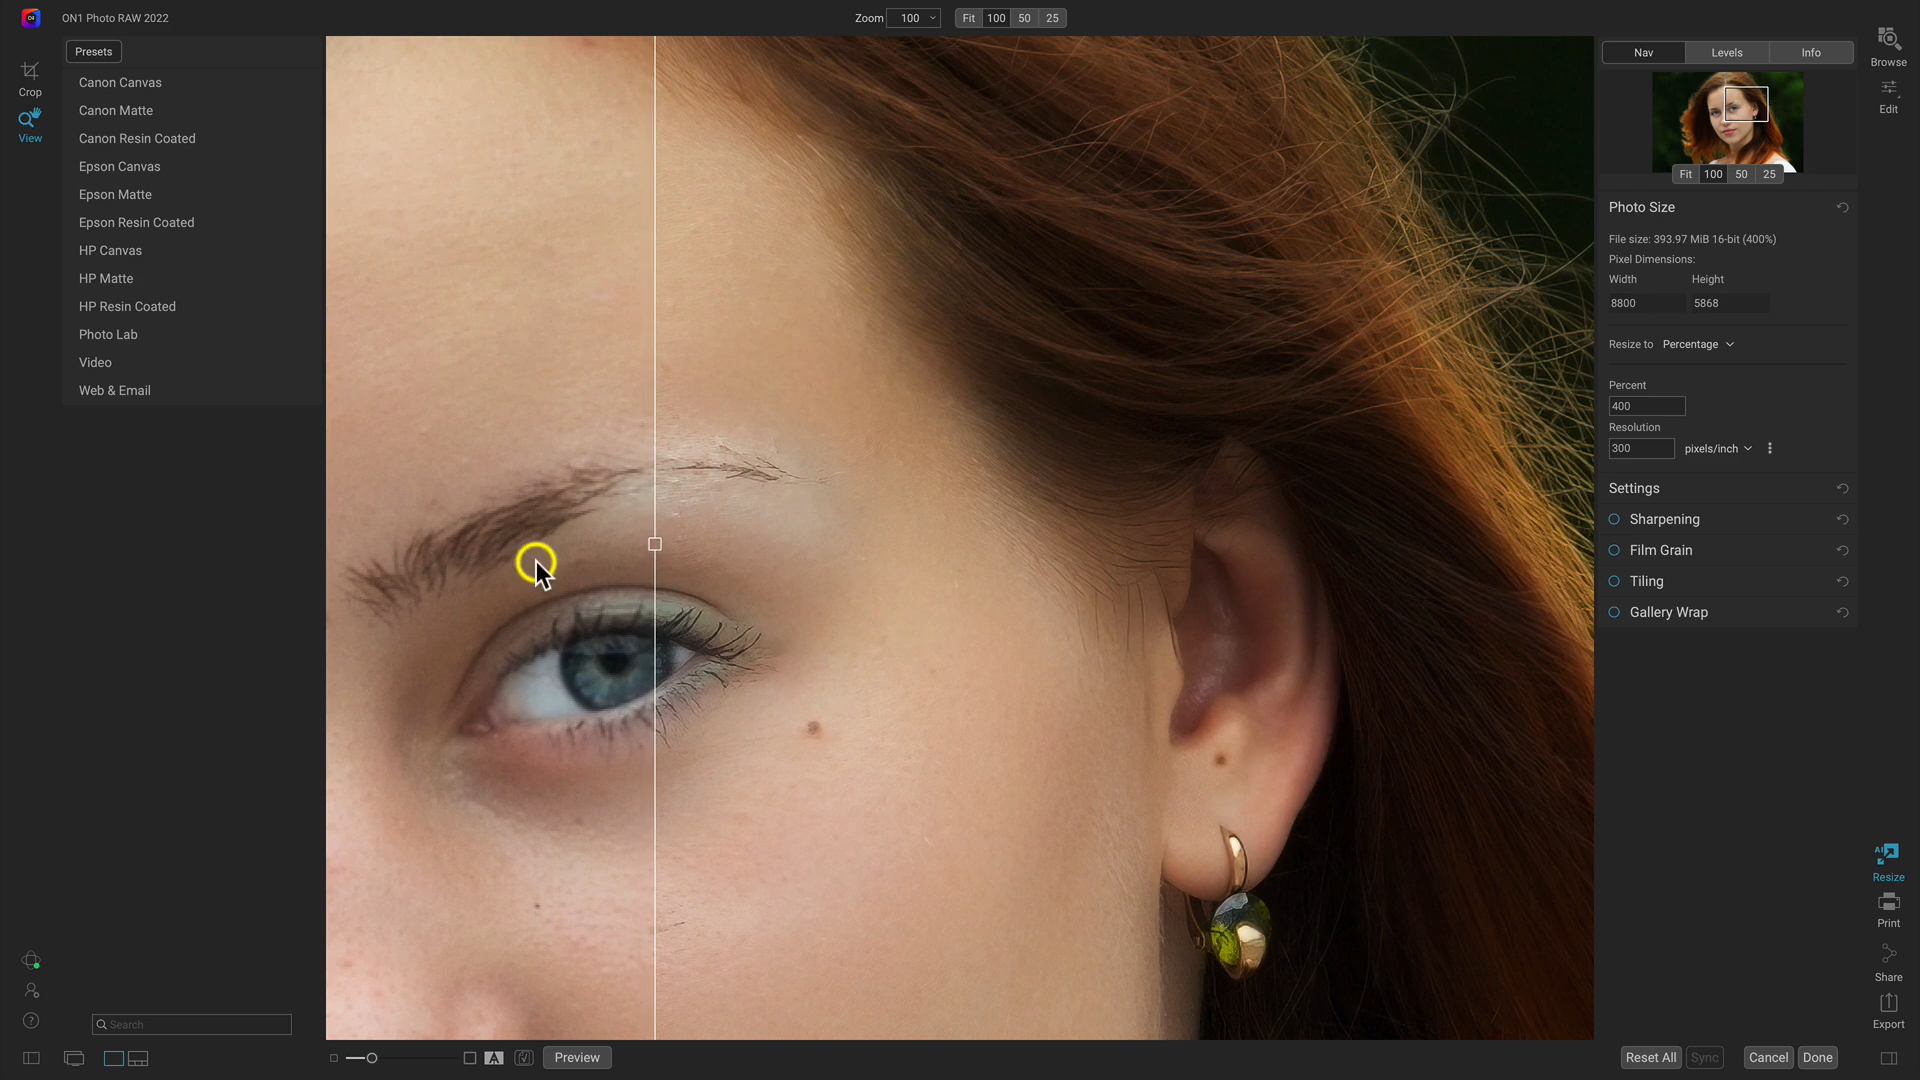 ON1 Photo RAW 2022
Zoom 100 Fit 100 50 25
Crop
View
Presets
Canon Canvas
Canon Matte
Canon Resin Coated
Epson Canvas
Epson Matte
Epson Resin Coated
HP Canvas
HP Matte
HP Resin Coated
Photo Lab
Video
Web & Email
Search
Preview
Nav Levels Info
Fit 100 50 25
Photo Size
File size: 393.97 MiB 16-bit (400%)
Pixel Dimensions:
Width Height
8800 5868
Resize to Percentage
Percent
400
Resolution
300 pixels/inch
Settings
Sharpening
Film Grain
Tiling
Gallery Wrap
Browse
Edit
AI
Resize
Print
Share
Export
Reset All Sync Cancel Done